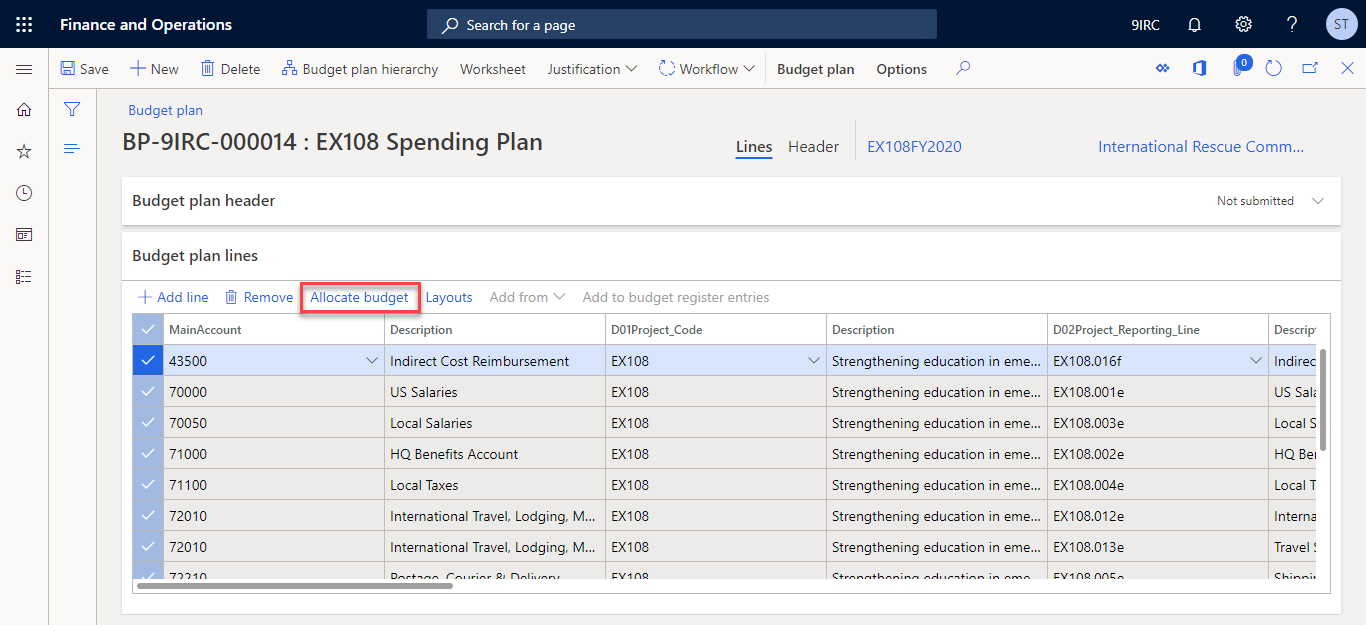 Finance and Operations
Search for a page
9IRC
ST
Save
New
Delete
Budget plan hierarchy
Worksheet
Justification
Workflow
Budget plan
Options
0
Budget plan
BP-9IRC-000014 : EX108 Spending Plan
Lines
Header
EX108FY2020
International Rescue Comm...
Budget plan header
Not submitted
Budget plan lines
Add line
Remove
Allocate budget
Layouts
Add from
Add to budget register entries
MainAccount Description D01Project_Code Description D02Project_Reporting_Line Descript
43500 Indirect Cost Reimbursement EX108 Strengthening education in eme... EX108.016f Indirec
70000 US Salaries EX108 Strengthening education in eme... EX108.001e US Sala
70050 Local Salaries EX108 Strengthening education in eme... EX108.003e Local S
71000 HQ Benefits Account EX108 Strengthening education in eme... EX108.002e HQ Ber
71100 Local Taxes EX108 Strengthening education in eme... EX108.004e Local T
72010 International Travel, Lodging, M... EX108 Strengthening education in eme... EX108.012e Interna
72010 International Travel, Lodging, M... EX108 Strengthening education in eme... EX108.013e Travel S
72210 Postage, Courier & Delivery EX108 Strengthening education in eme... EX108.005e Shippin